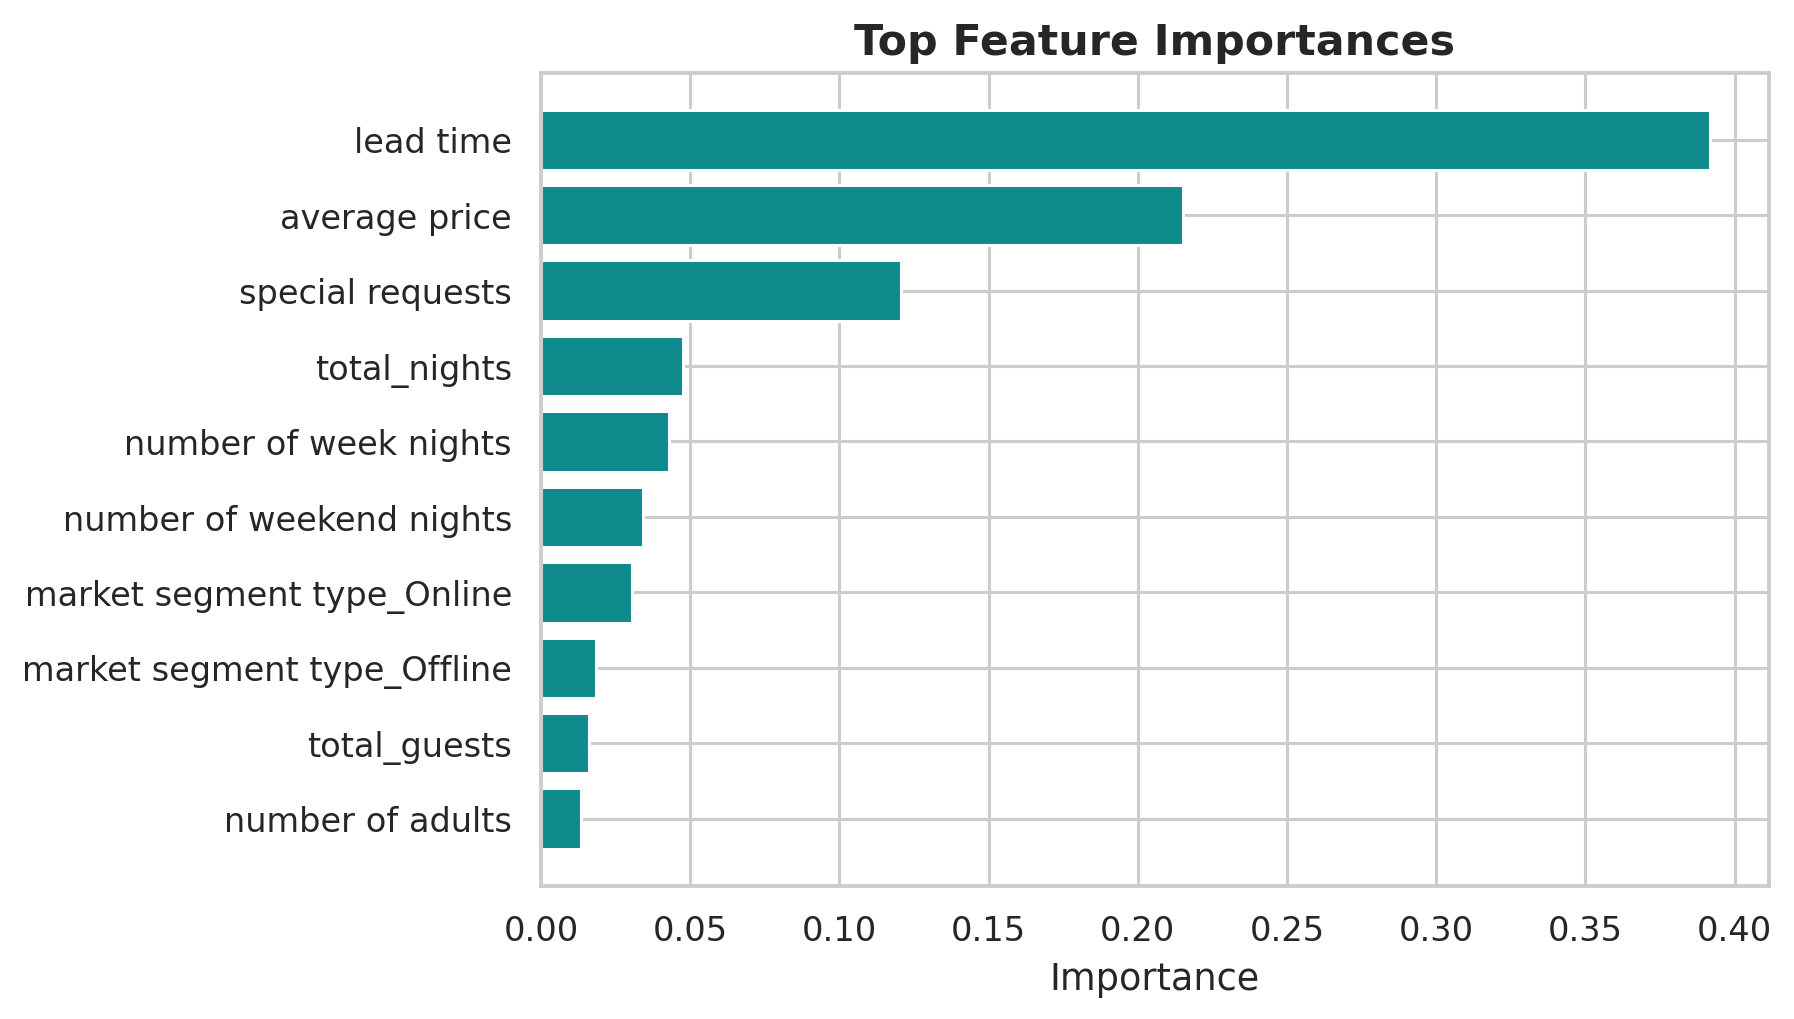 Top Feature Importances
lead time
average price
special requests
total_nights
number of week nights
number of weekend nights
market segment type_Online
market segment type_Offline
total_guests
number of adults
0.00 0.05 0.10 0.15 0.20 0.25 0.30 0.35 0.40
Importance